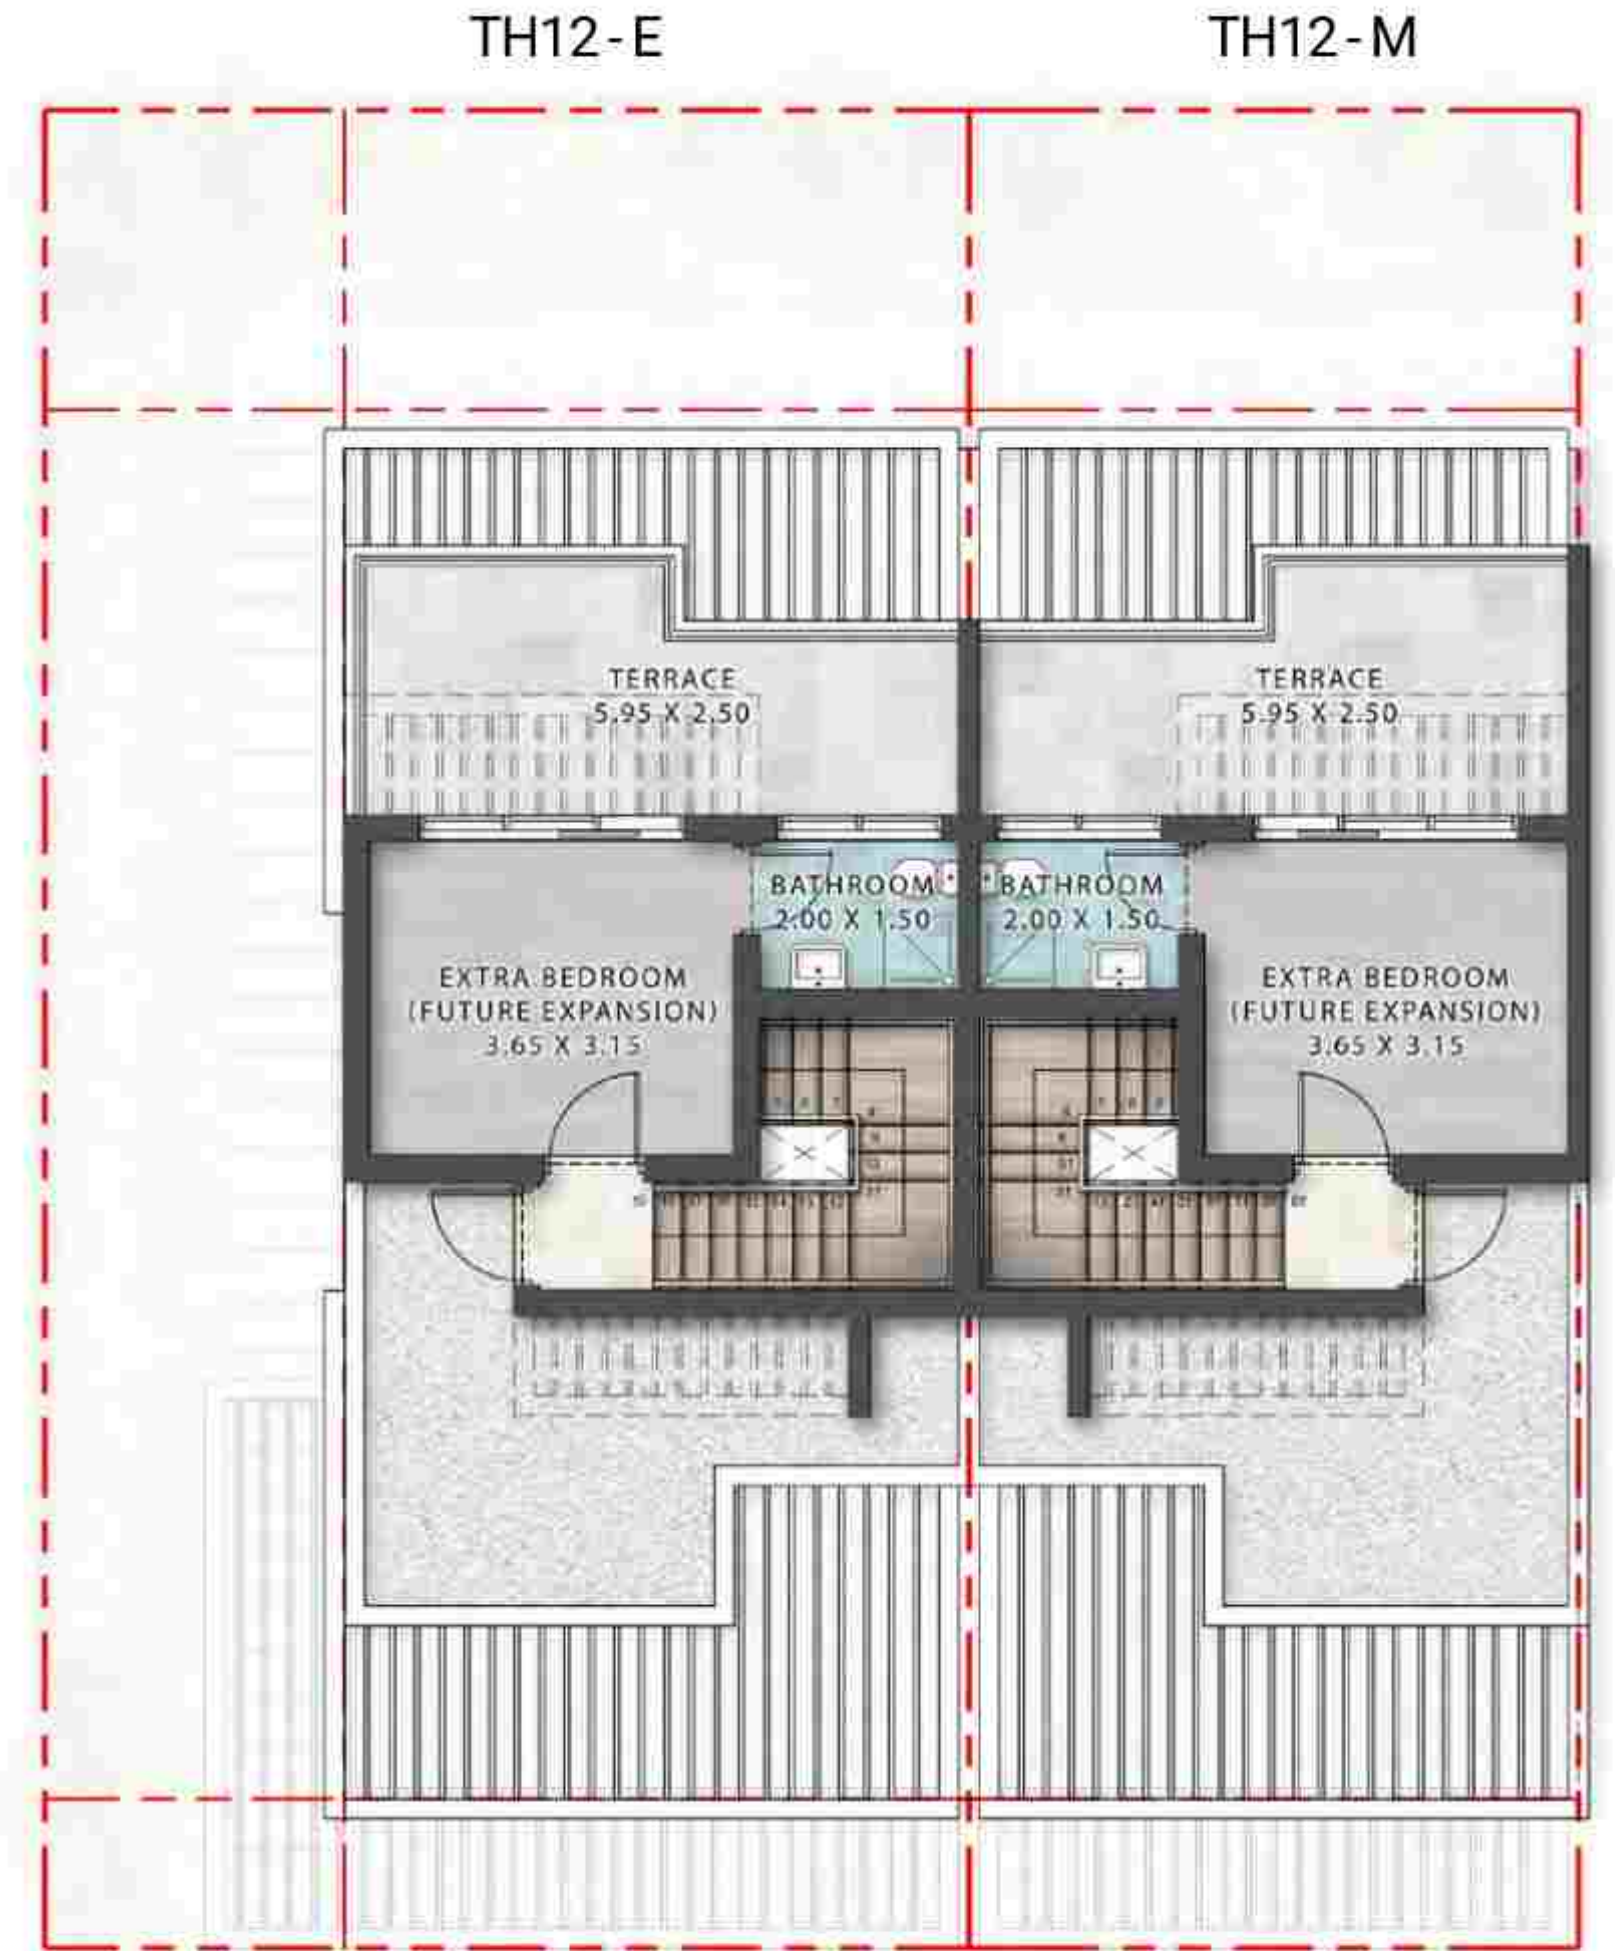 TH12-E
TH12-M
TERRACE
5.95 X 2.50
TERRACE
5.95 X 2.50
BATHROOM
2.00 X 1.50
BATHROOM
2.00 X 1.50
EXTRA BEDROOM
(FUTURE EXPANSION)
3.65 X 3.15
EXTRA BEDROOM
(FUTURE EXPANSION)
3.65 X 3.15